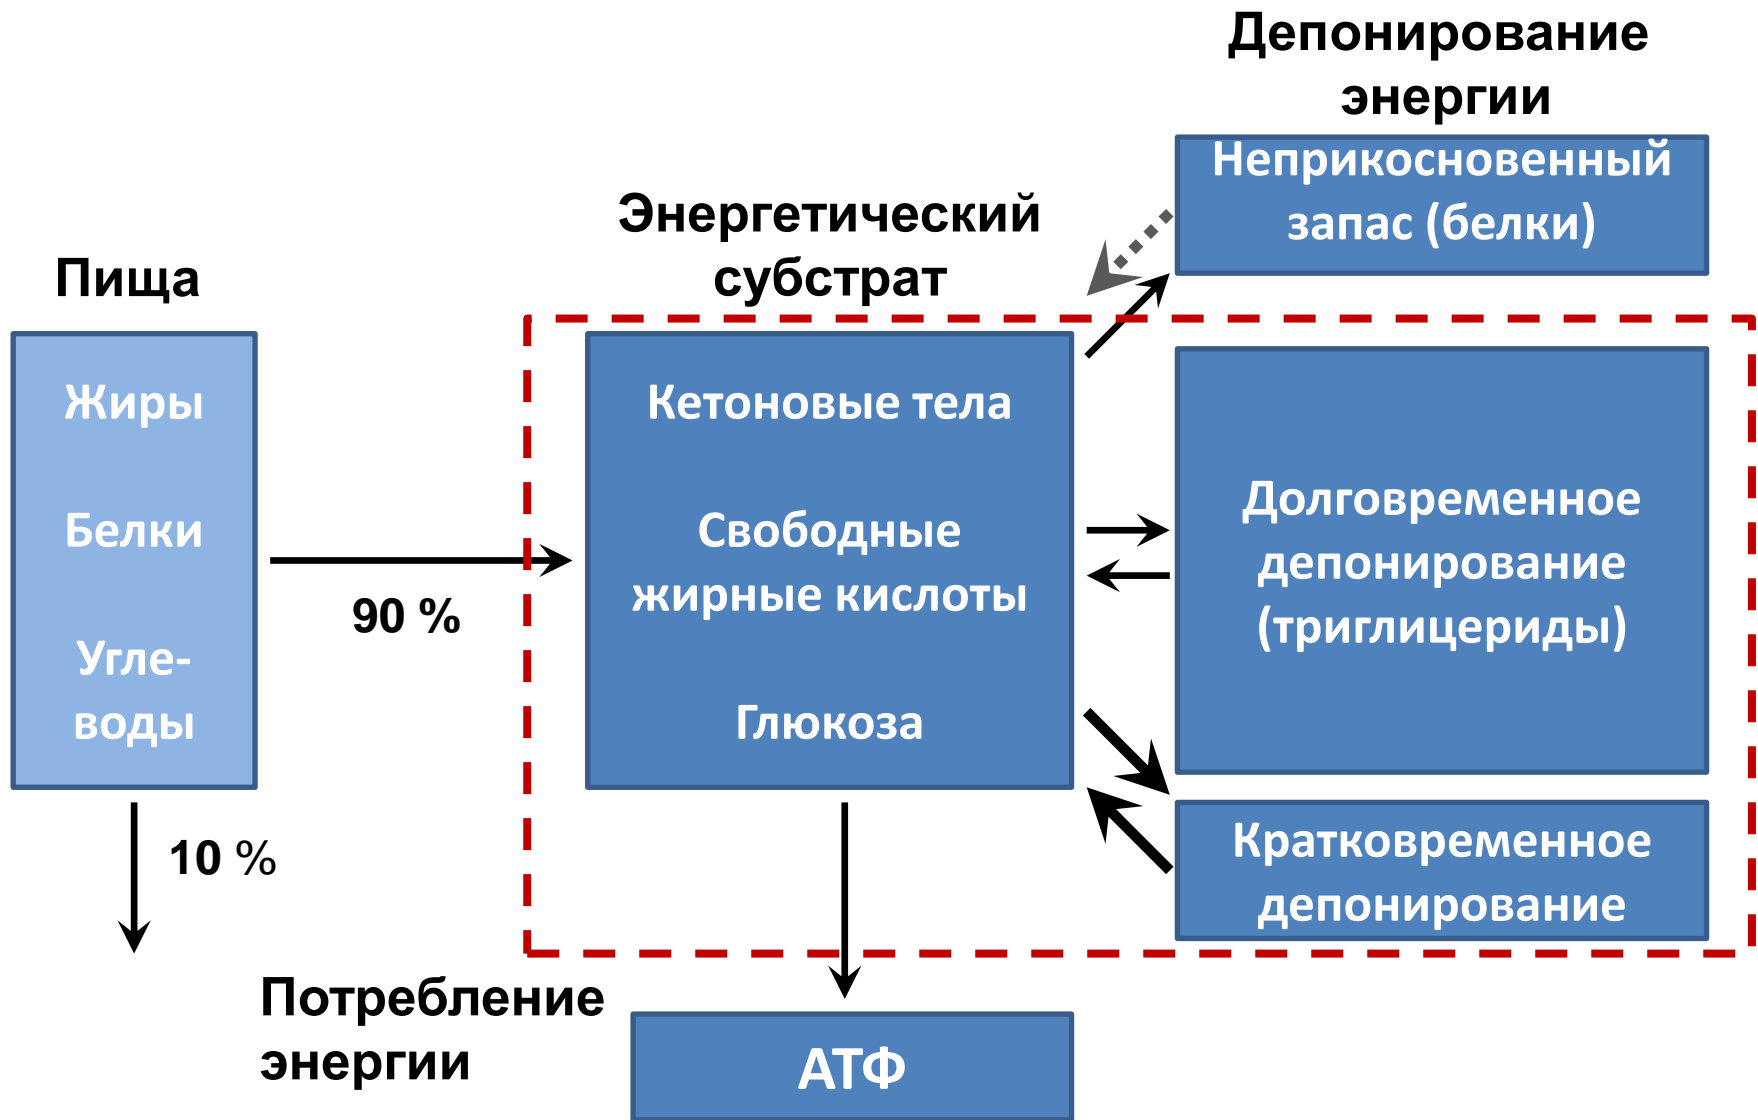 Депонирование
энергии
Неприкосновенный
запас (белки)
Энергетический
субстрат
Пища
Жиры
Белки
Угле-
воды
90 %
10 %
Кетоновые тела
Свободные
жирные кислоты
Глюкоза
Долговременное
депонирование
(триглицериды)
Кратковременное
депонирование
Потребление
энергии
АТФ